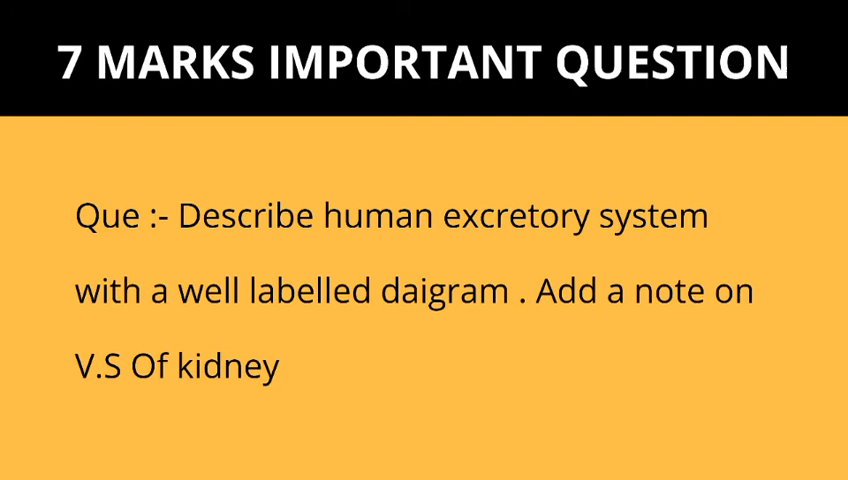 7 MARKS IMPORTANT QUESTION
Que :- Describe human excretory system
with a well labelled daigram . Add a note on
V.S Of kidney